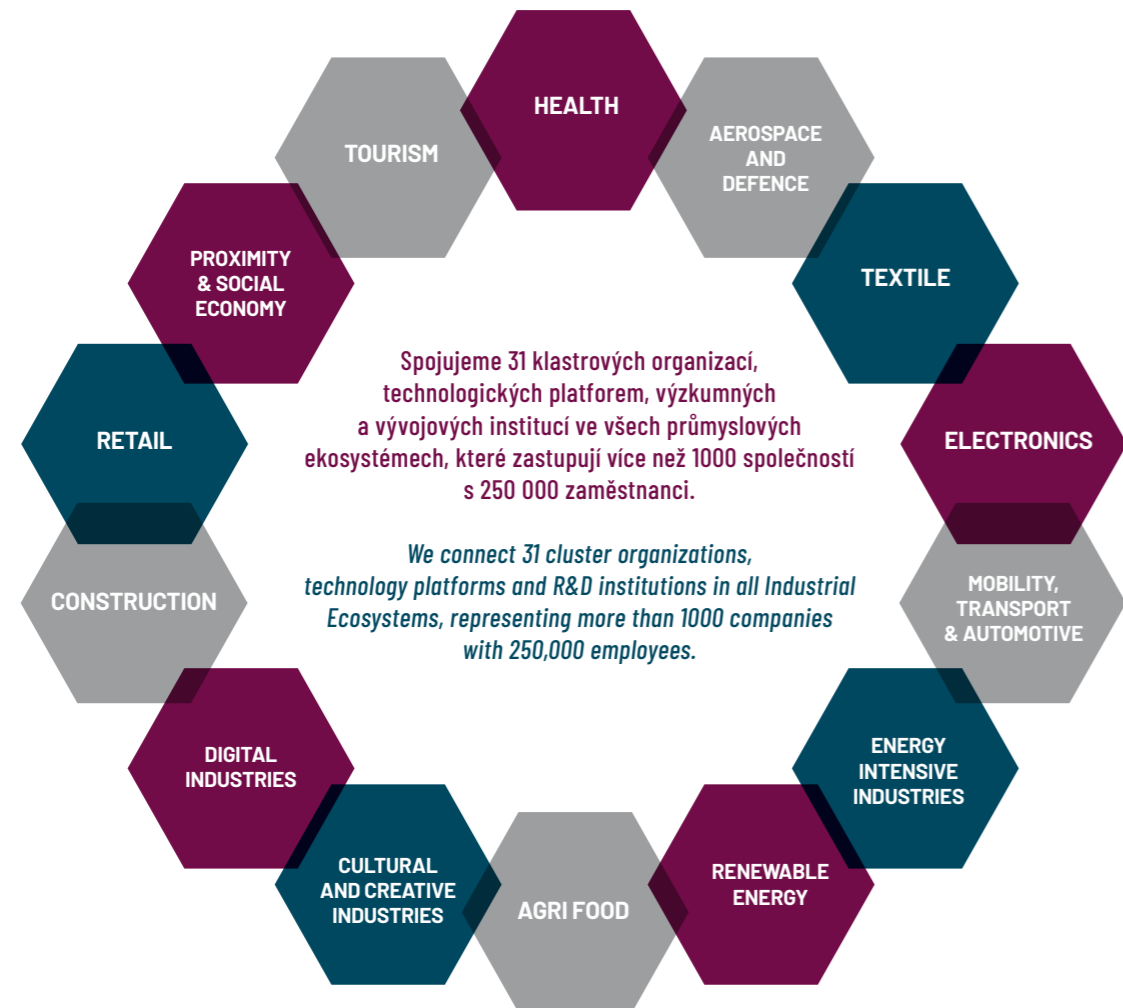 HEALTH
AEROSPACE
AND
DEFENCE
TEXTILE
ELECTRONICS
MOBILITY,
TRANSPORT
& AUTOMOTIVE
ENERGY
INTENSIVE
INDUSTRIES
RENEWABLE
ENERGY
AGRI FOOD
CULTURAL
AND CREATIVE
INDUSTRIES
DIGITAL
INDUSTRIES
CONSTRUCTION
RETAIL
PROXIMITY
& SOCIAL
ECONOMY
TOURISM
Spojujeme 31 klastrových organizací,
technologických platforem, výzkumných
a vývojových institucí ve všech průmyslových
ekosystémech, které zastupují více než 1000 společností
s 250 000 zaměstnanci.
We connect 31 cluster organizations,
technology platforms and R&D institutions in all Industrial
Ecosystems, representing more than 1000 companies
with 250,000 employees.